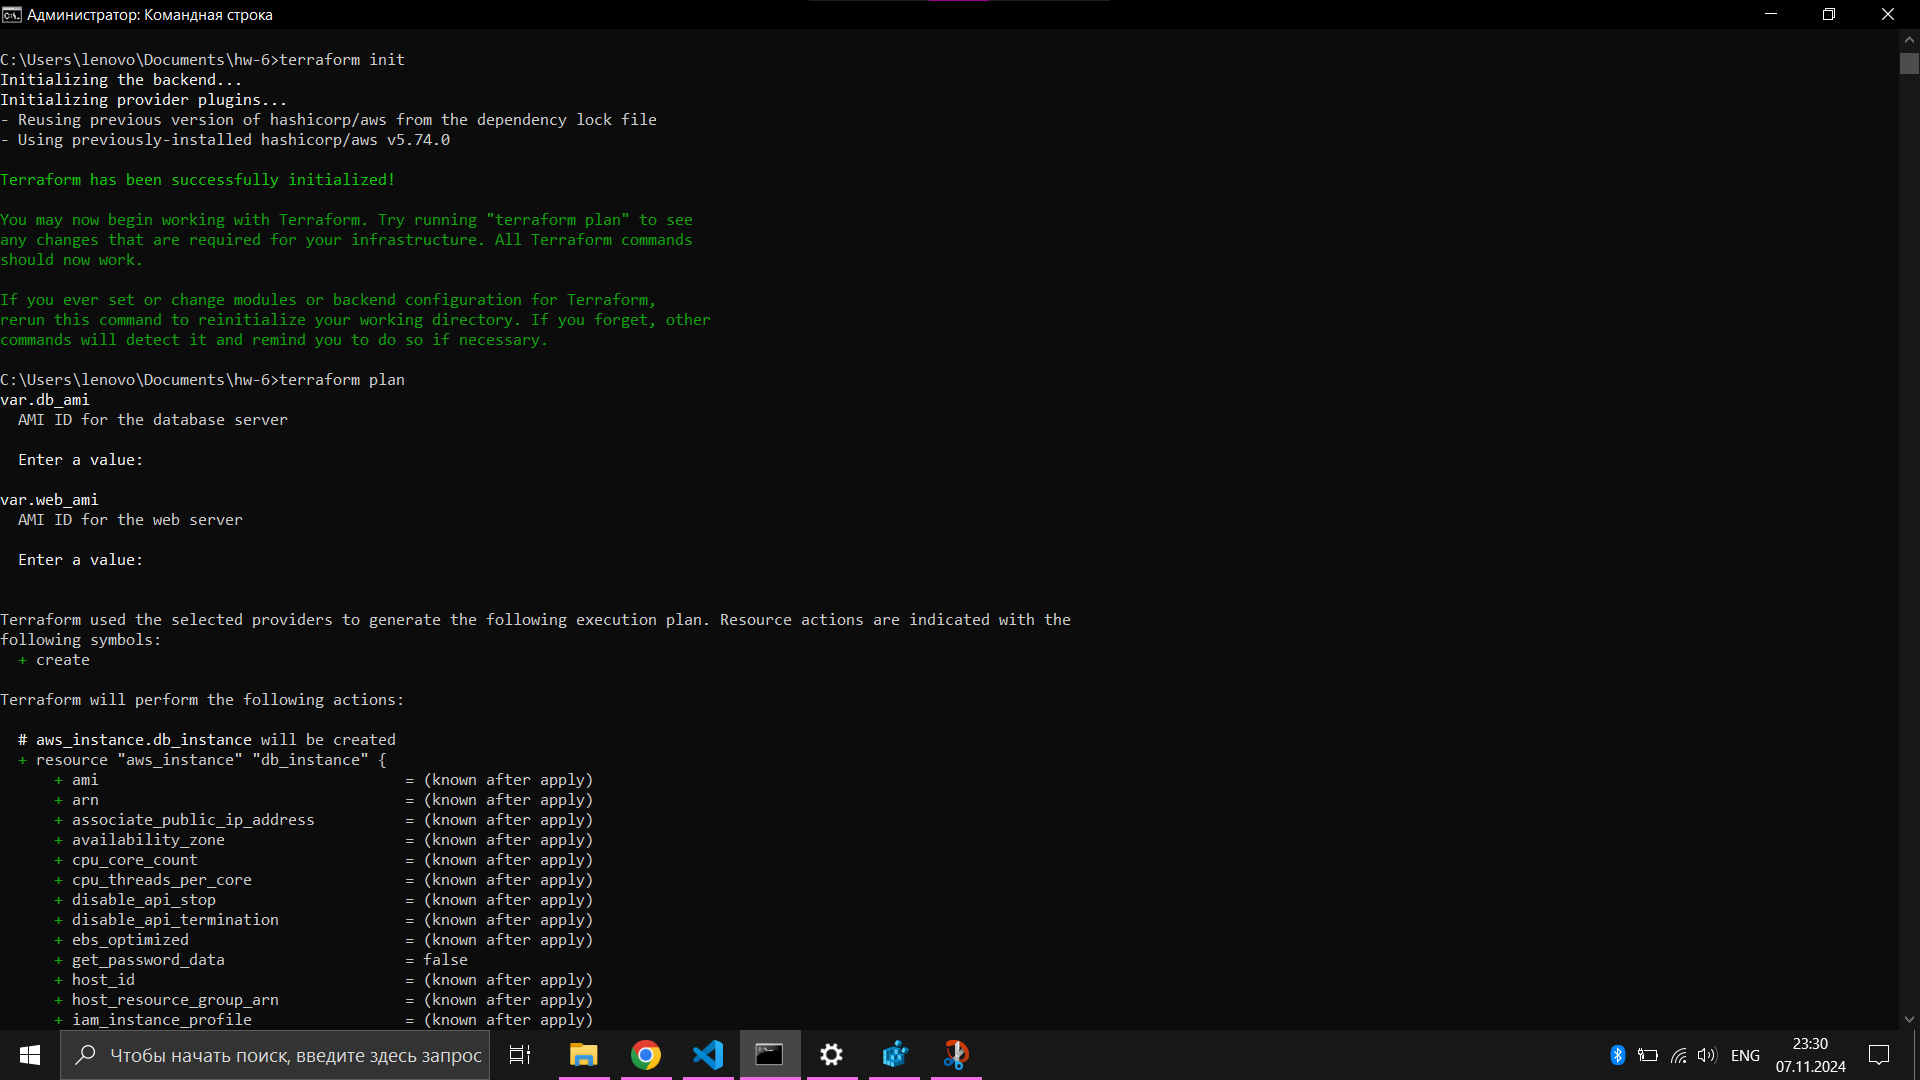 Администратор: Командная строка
C:\Users\lenovo\Documents\hw-6>terraform init
Initializing the backend...
Initializing provider plugins...
- Reusing previous version of hashicorp/aws from the dependency lock file
- Using previously-installed hashicorp/aws v5.74.0
Terraform has been successfully initialized!
You may now begin working with Terraform. Try running "terraform plan" to see
any changes that are required for your infrastructure. All Terraform commands
should now work.
If you ever set or change modules or backend configuration for Terraform,
rerun this command to reinitialize your working directory. If you forget, other
commands will detect it and remind you to do so if necessary.
C:\Users\lenovo\Documents\hw-6>terraform plan
var.db_ami
  AMI ID for the database server
  Enter a value:
var.web_ami
  AMI ID for the web server
  Enter a value:
Terraform used the selected providers to generate the following execution plan. Resource actions are indicated with the
following symbols:
  + create
Terraform will perform the following actions:
  # aws_instance.db_instance will be created
  + resource "aws_instance" "db_instance" {
      + ami                                  = (known after apply)
      + arn                                  = (known after apply)
      + associate_public_ip_address          = (known after apply)
      + availability_zone                    = (known after apply)
      + cpu_core_count                       = (known after apply)
      + cpu_threads_per_core                 = (known after apply)
      + disable_api_stop                     = (known after apply)
      + disable_api_termination              = (known after apply)
      + ebs_optimized                        = (known after apply)
      + get_password_data                    = false
      + host_id                              = (known after apply)
      + host_resource_group_arn              = (known after apply)
      + iam_instance_profile                 = (known after apply)
Чтобы начать поиск, введите здесь запрос
ENG
23:30
07.11.2024